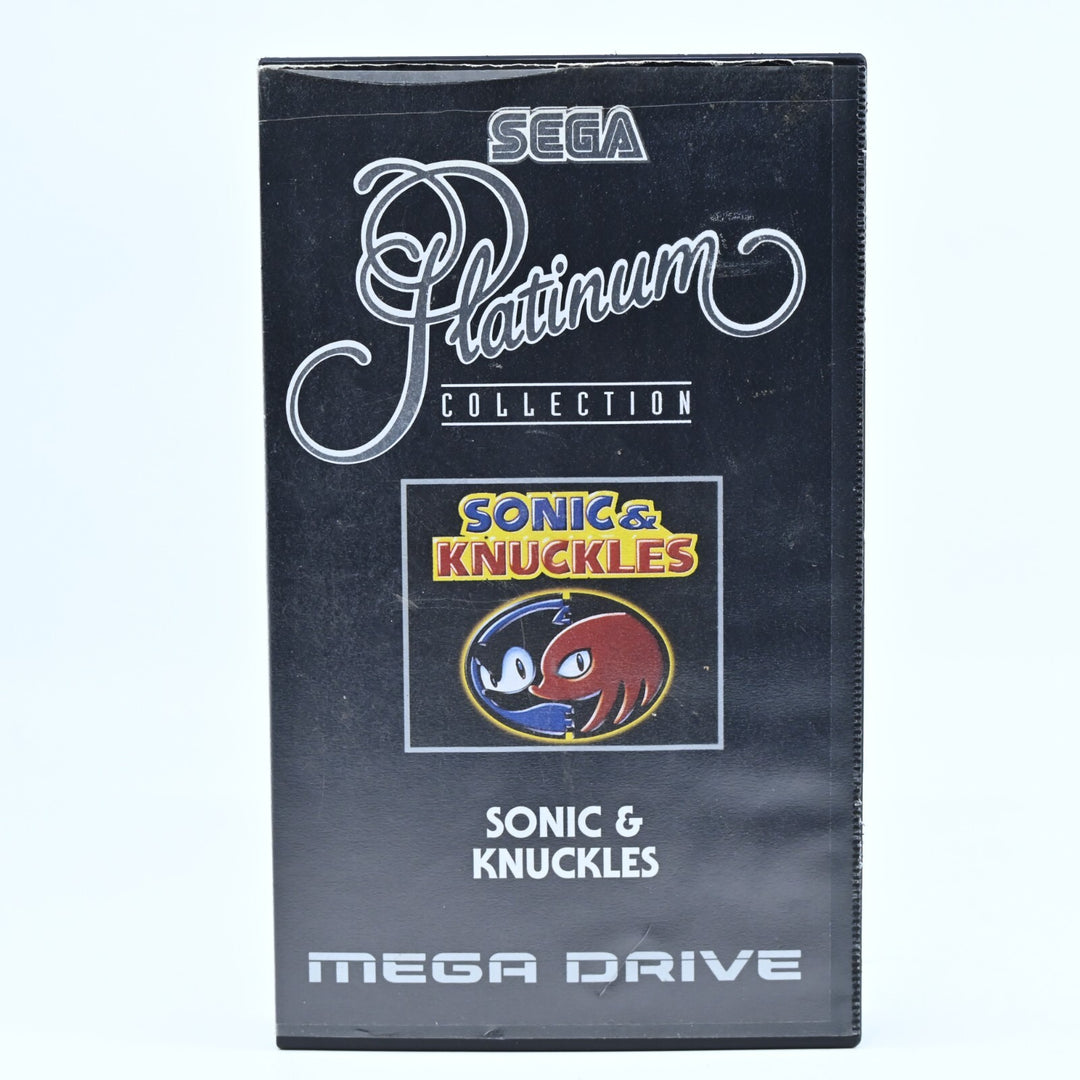 SEGA
Platinum
COLLECTION
SONIC &
KNUCKLES
SONIC &
KNUCKLES
MEGA DRIVE